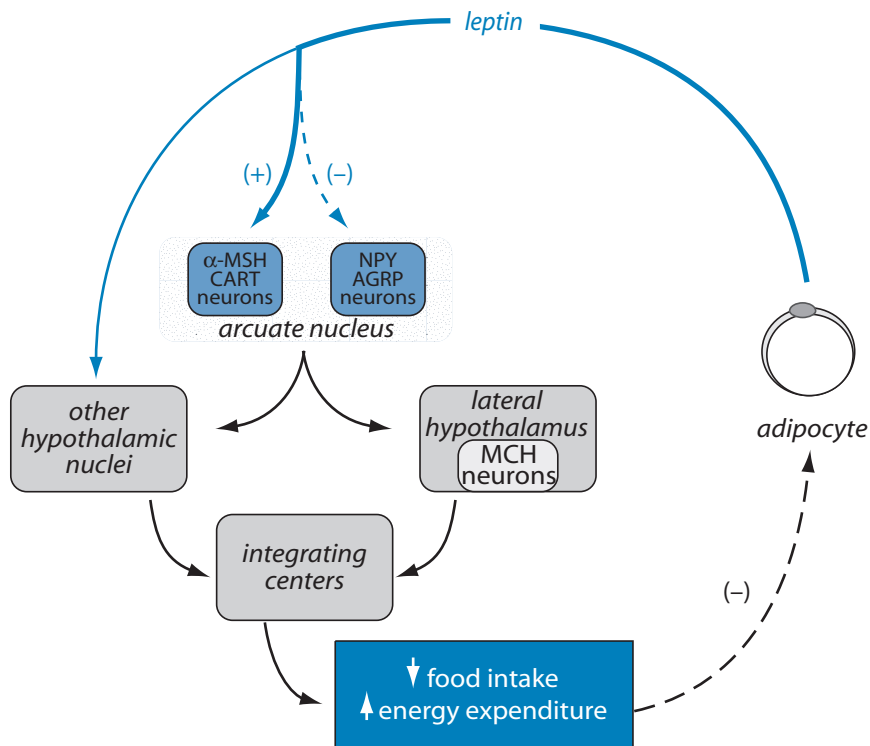 leptin
(+)
(–)
α-MSH
CART
neurons
NPY
AGRP
neurons
arcuate nucleus
other
hypothalamic
nuclei
lateral
hypothalamus
MCH
neurons
adipocyte
integrating
centers
(–)
food intake
energy expenditure